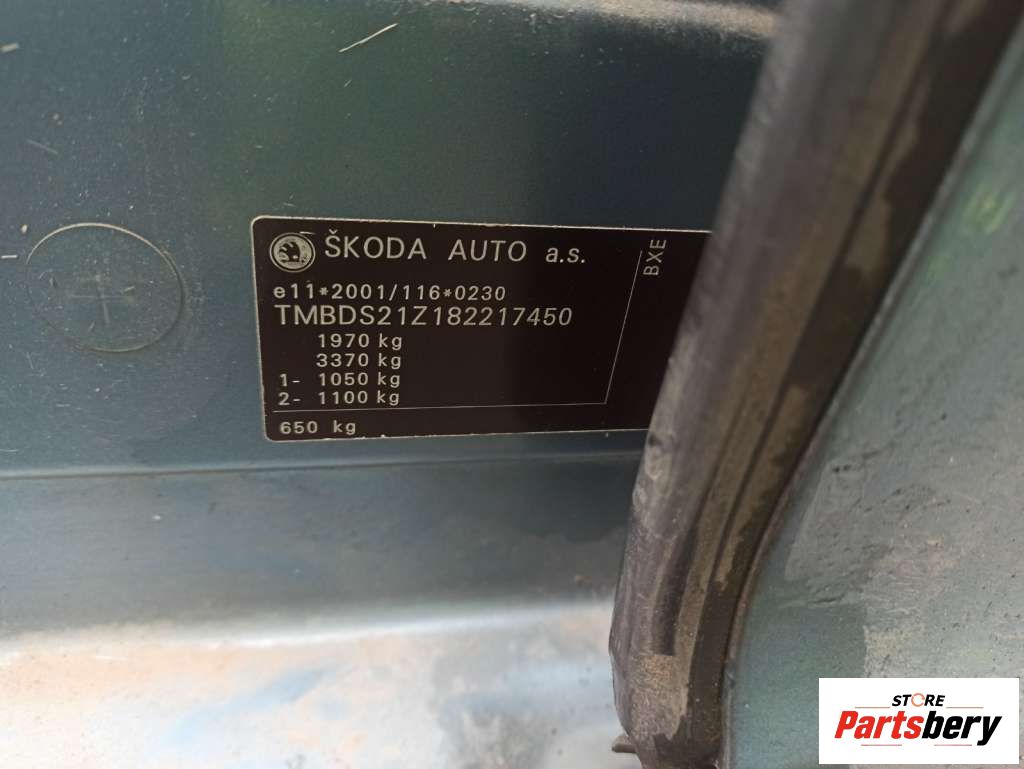 ŠKODA AUTO a.s.
BXE
e11*2001/116*0230
TMBDS21Z182217450
1970 kg
3370 kg
1- 1050 kg
2- 1100 kg
650 kg
STORE
Partsbery